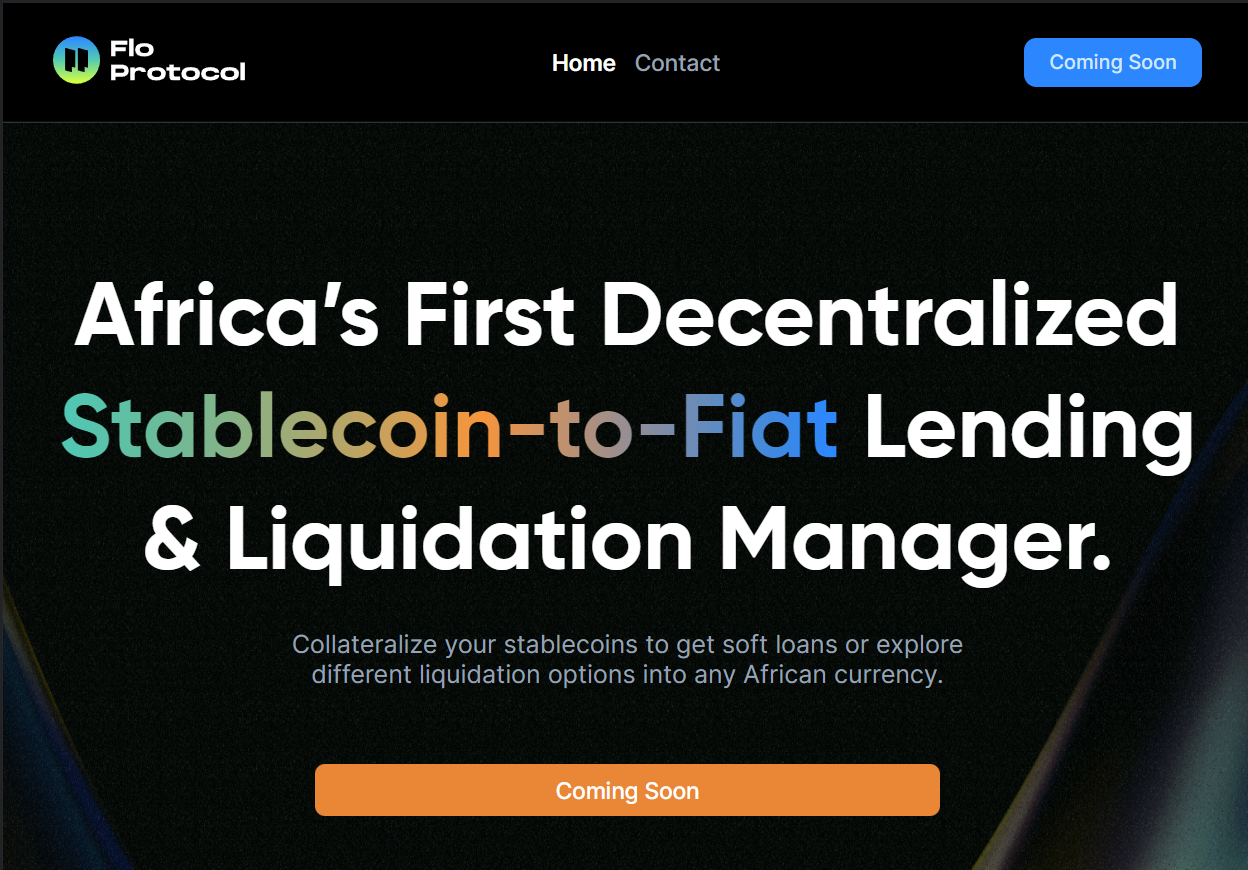 Flo
Protocol
Home Contact
Coming Soon
Africa’s First Decentralized
Stablecoin-to-Fiat Lending
& Liquidation Manager.
Collateralize your stablecoins to get soft loans or explore
different liquidation options into any African currency.
Coming Soon